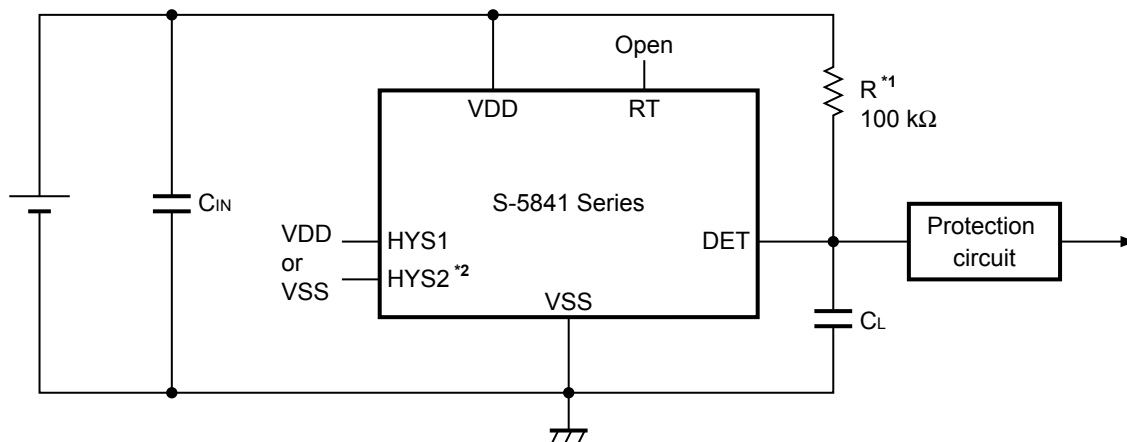 Open
VDD
RT
R *1
100 kΩ
CIN
S-5841 Series
VDD
or
VSS
HYS1
HYS2 *2
DET
Protection
circuit
VSS
CL